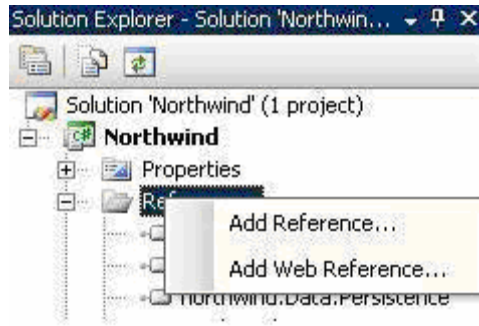 Solution Explorer - Solution 'Northwin...
Solution 'Northwind' (1 project)
Northwind
Properties
Add Reference...
Add Web Reference...
northwind.Data.Persistence